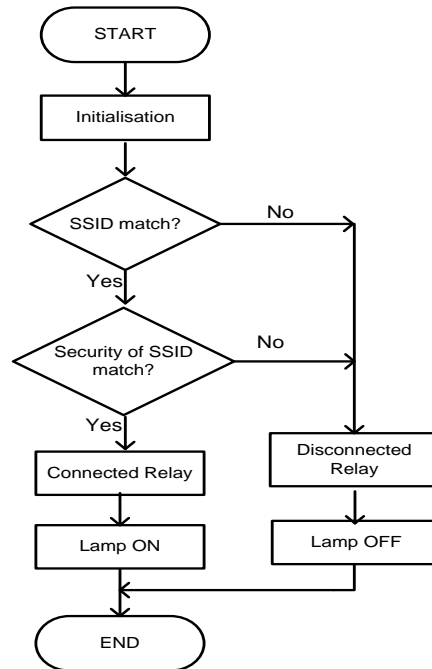 START
Initialisation
SSID match?
No
Yes
Security of SSID
match?
No
Yes
Connected Relay
Disconnected
Relay
Lamp ON
Lamp OFF
END